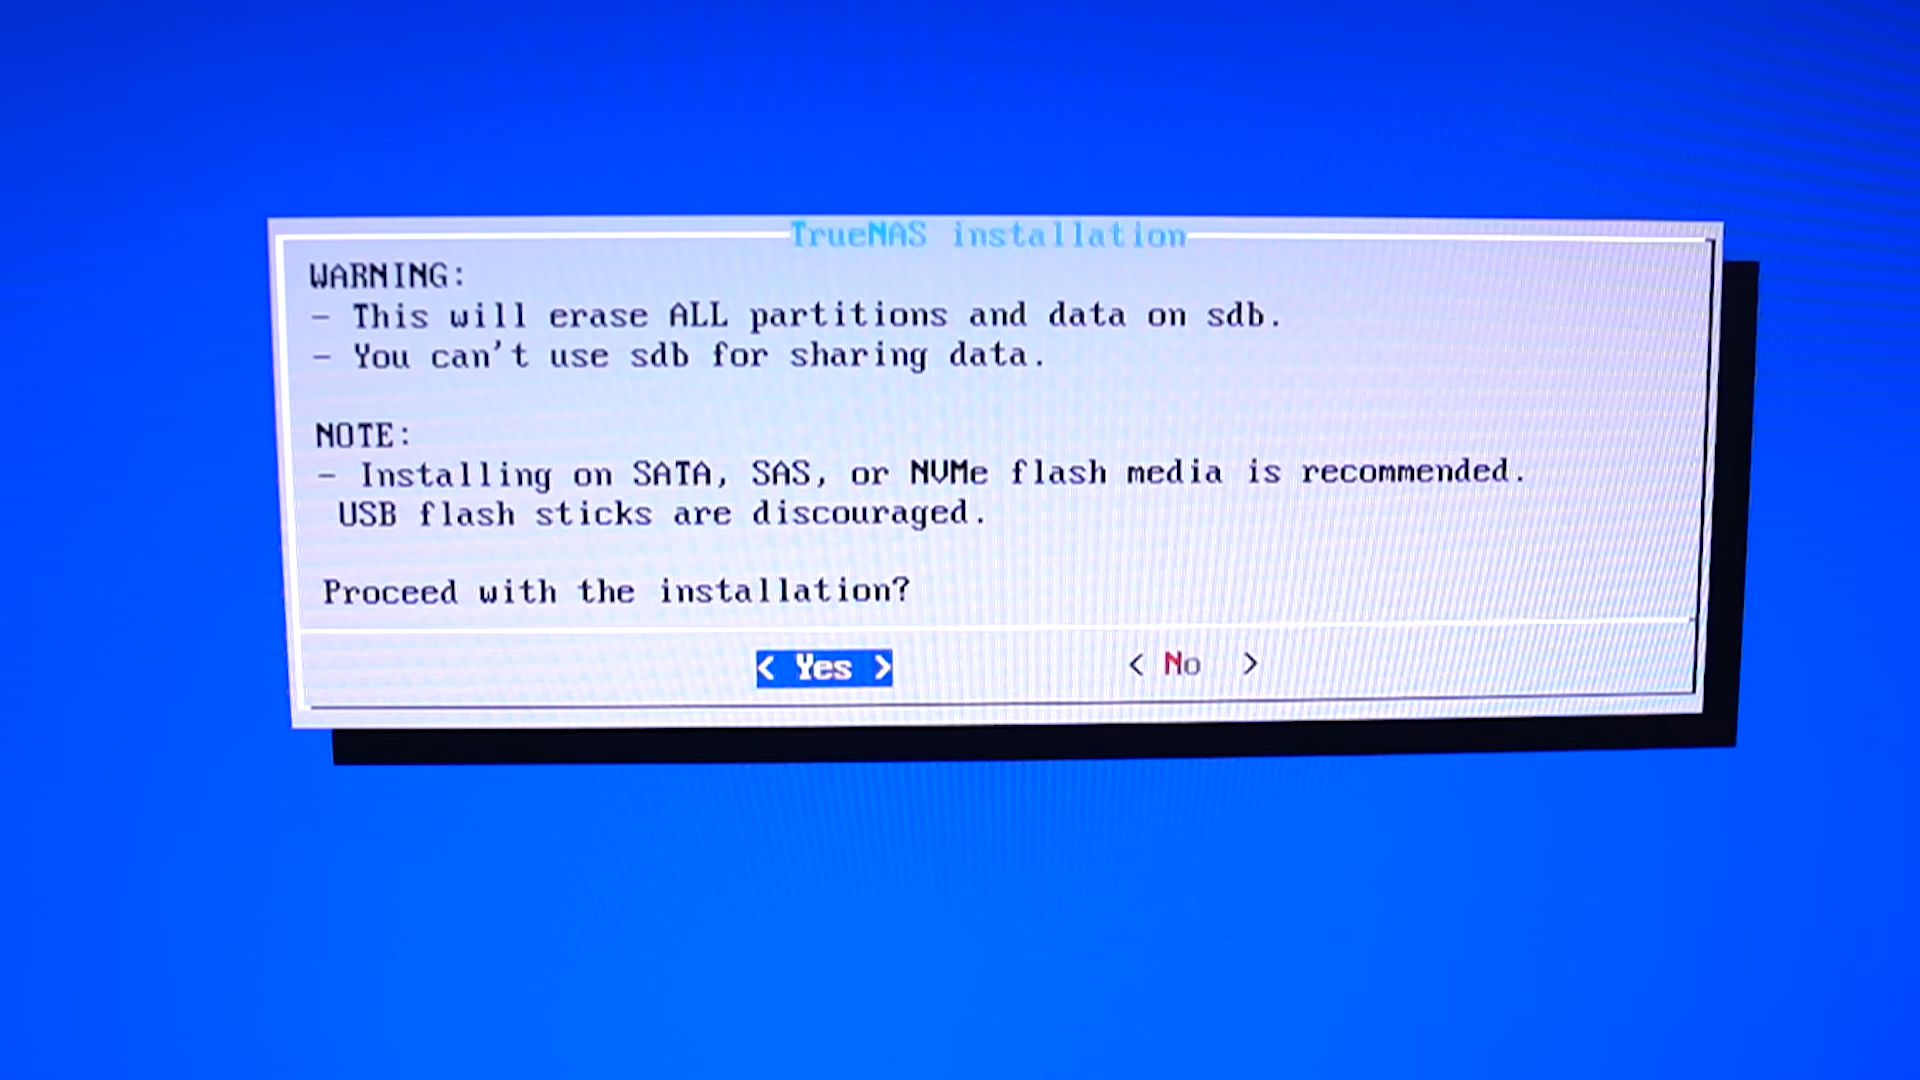 TrueNAS installation
WARNING:
- This will erase ALL partitions and data on sdb.
- You can't use sdb for sharing data.
NOTE:
- Installing on SATA, SAS, or NVMe flash media is recommended.
USB flash sticks are discouraged.
Proceed with the installation?
< Yes > < No >